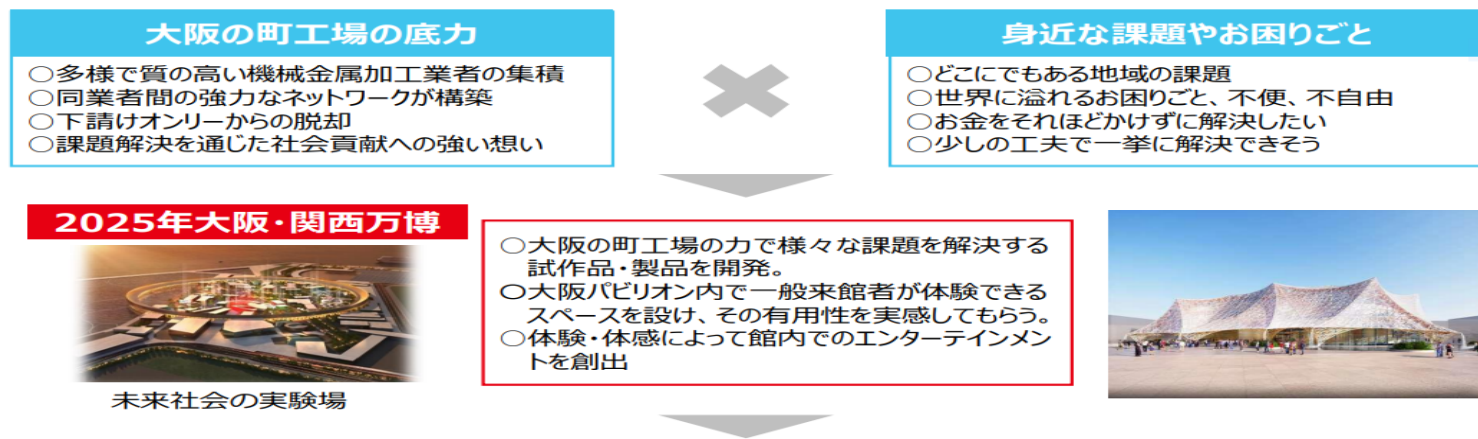 大阪の町工場の底力
○多様で質の高い機械金属加工業者の集積
○同業者間の強力なネットワークが構築
○下請けオンリーからの脱却
○課題解決を通じた社会貢献への強い想い
身近な課題やお困りごと
○どこにでもある地域の課題
○世界に溢れるお困りごと、不便、不自由
○お金をそれほどかけずに解決したい
○少しの工夫で一挙に解決できそう
2025年大阪・関西万博
未来社会の実験場
○大阪の町工場の力で様々な課題を解決する
試作品・製品を開発。
○大阪パビリオン内で一般来館者が体験できる
スペースを設け、その有用性を実感してもらう。
○体験・体感によって館内でのエンターテインメン
トを創出